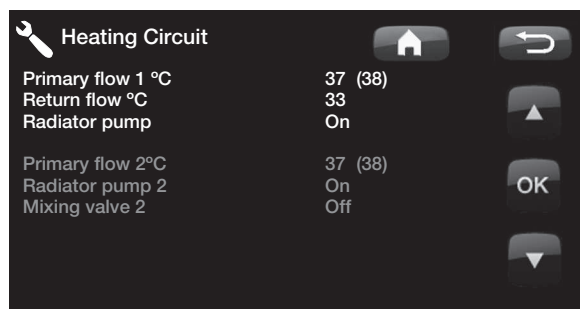 Heating Circuit
Primary flow 1 ºC 37 (38)
Return flow ºC 33
Radiator pump On
Primary flow 2ºC 37 (38)
Radiator pump 2 On
Mixing valve 2 Off
OK